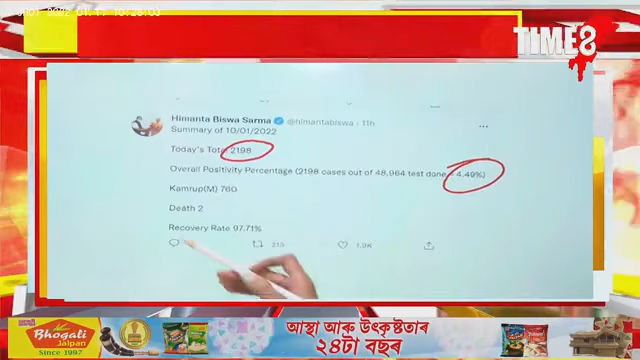 TIME8
Himanta Biswa Sarma @himantabiswa · 11h
Summary of 10/01/2022
Today's Total 2198
Overall Positivity Percentage (2198 cases out of 48,964 test done = 4.49%)
Kamrup(M) 760
Death 2
Recovery Rate 97.71%
213
1.9K
Bhogali
Jalpan
Since 1997
আস্থা আৰু উৎকৃষ্টতাৰ
২৪টা বছৰ